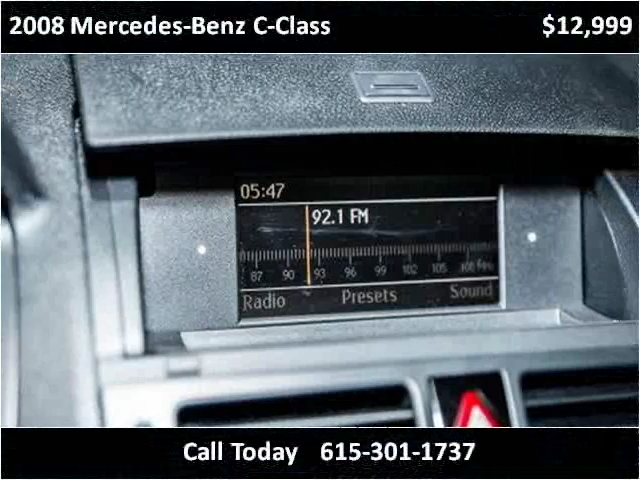 2008 Mercedes-Benz C-Class $12,999
05:47
92.1 FM
87 90 93 96 99 102 105 108
Radio Presets Sound
Call Today 615-301-1737